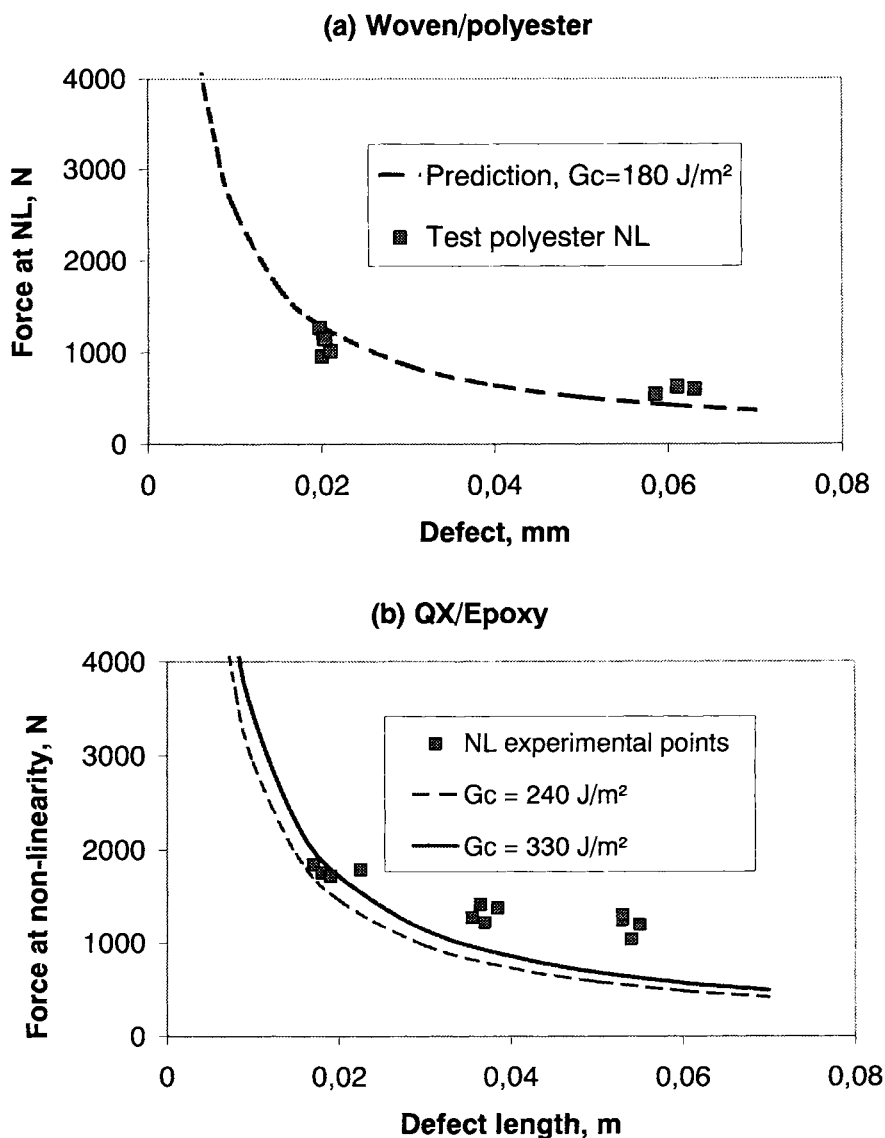 (a) Woven/polyester
4000
3000
2000
1000
0
Force at NL, N
Prediction, Gc=180 J/m²
Test polyester NL
0 0,02 0,04 0,06 0,08
Defect, mm
(b) QX/Epoxy
4000
3000
2000
1000
0
Force at non-linearity, N
NL experimental points
Gc = 240 J/m²
Gc = 330 J/m²
0 0,02 0,04 0,06 0,08
Defect length, m